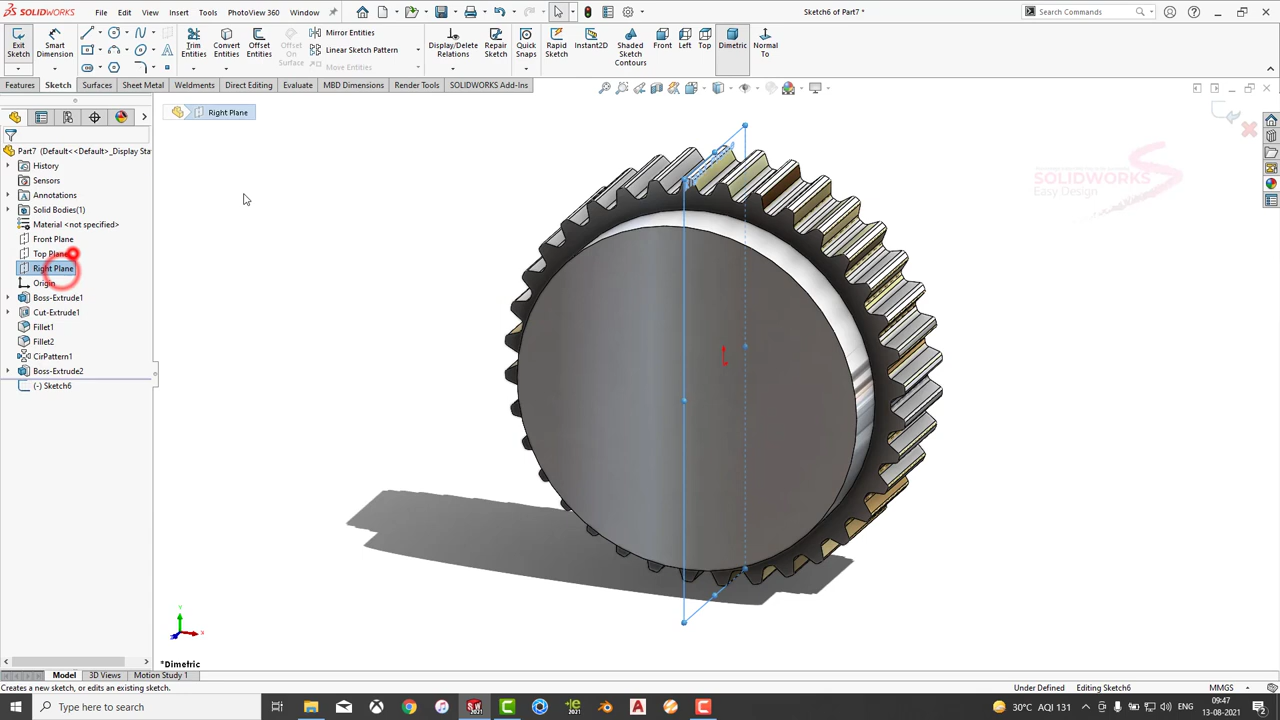 SOLIDWORKS
File
Edit
View
Insert
Tools
PhotoView 360
Window
Sketch6 of Part7 *
Search Commands
Exit Sketch
Smart Dimension
Trim Entities
Convert Entities
Offset Entities
Offset On Surface
Mirror Entities
Linear Sketch Pattern
Move Entities
Display/Delete Relations
Repair Sketch
Quick Snaps
Rapid Sketch
Instant2D
Shaded Sketch Contours
Front
Left
Top
Dimetric
Normal To
Features
Sketch
Surfaces
Sheet Metal
Weldments
Direct Editing
Evaluate
MBD Dimensions
Render Tools
SOLIDWORKS Add-Ins
Right Plane
Part7 (Default<<Default>_Display Sta
History
Sensors
Annotations
Solid Bodies(1)
Material <not specified>
Front Plane
Top Plane
Right Plane
Origin
Boss-Extrude1
Cut-Extrude1
Fillet1
Fillet2
CirPattern1
Boss-Extrude2
(-) Sketch6
SOLIDWORKS
Easy Design
*Dimetric
Model
3D Views
Motion Study 1
Creates a new sketch, or edits an existing sketch.
Under Defined
Editing Sketch6
MMGS
Type here to search
30°C AQI 131
ENG
09:47
13-08-2021